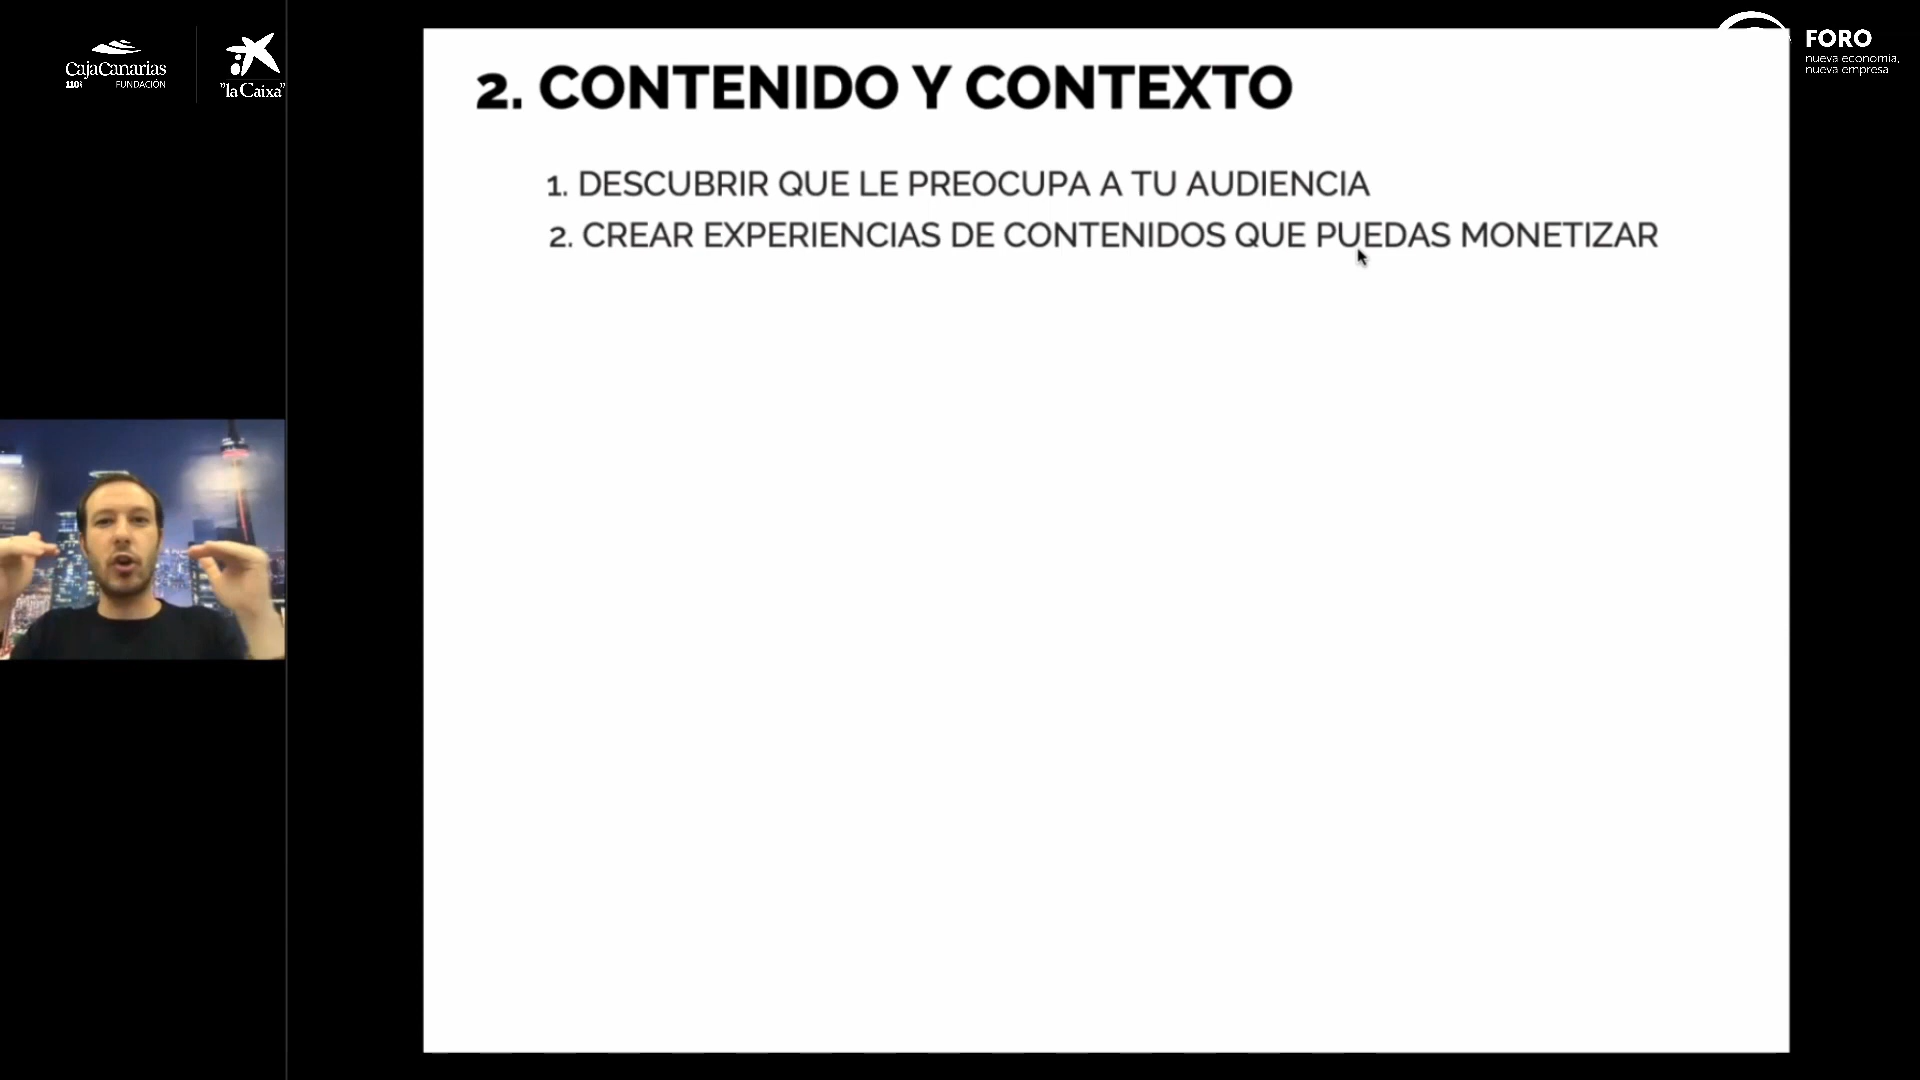 CajaCanarias
FUNDACIÓN
"la Caixa"
FORO
nueva economía,
nueva empresa
2. CONTENIDO Y CONTEXTO
1. DESCUBRIR QUE LE PREOCUPA A TU AUDIENCIA
2. CREAR EXPERIENCIAS DE CONTENIDOS QUE PUEDAS MONETIZAR